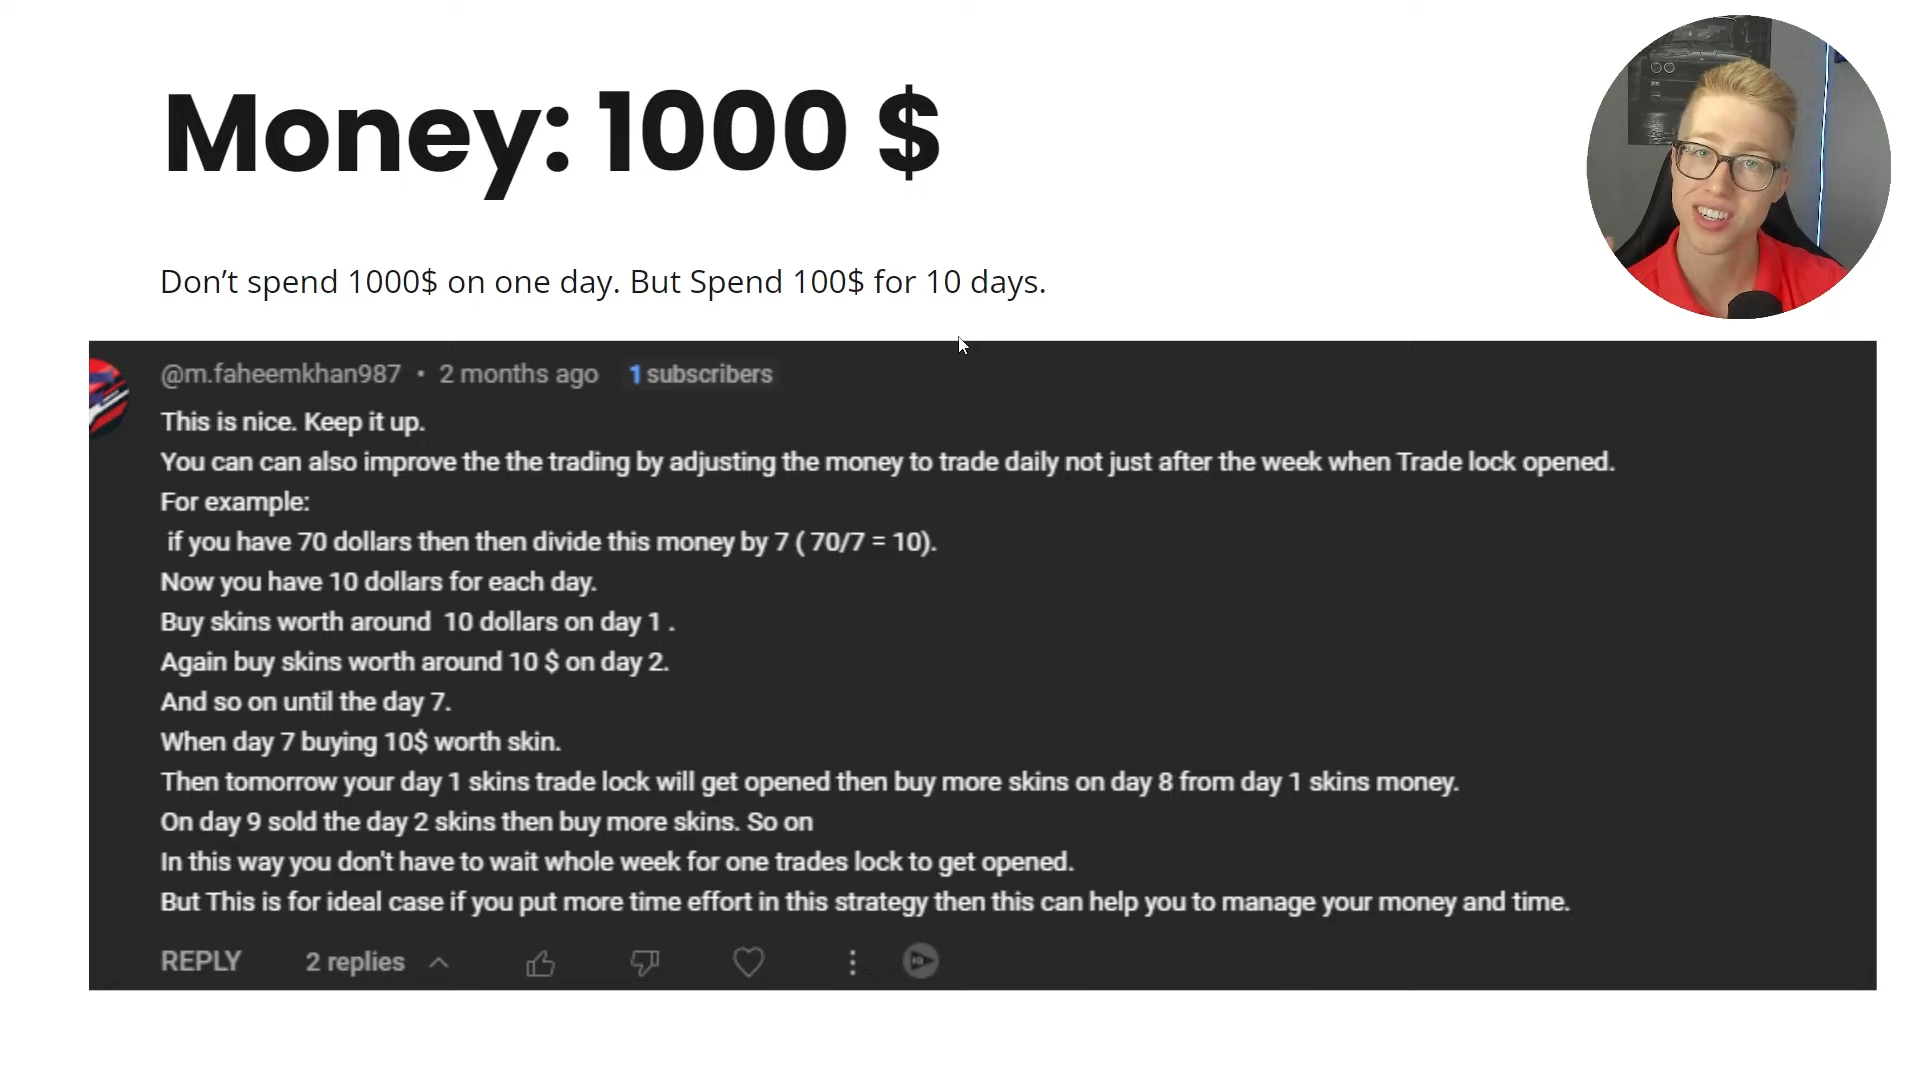 Money: 1000 $
Don’t spend 1000$ on one day. But Spend 100$ for 10 days.
@m.faheemkhan987 • 2 months ago 1 subscribers
This is nice. Keep it up.
You can can also improve the the trading by adjusting the money to trade daily not just after the week when Trade lock opened.
For example:
if you have 70 dollars then then divide this money by 7 ( 70/7 = 10).
Now you have 10 dollars for each day.
Buy skins worth around 10 dollars on day 1 .
Again buy skins worth around 10 $ on day 2.
And so on until the day 7.
When day 7 buying 10$ worth skin.
Then tomorrow your day 1 skins trade lock will get opened then buy more skins on day 8 from day 1 skins money.
On day 9 sold the day 2 skins then buy more skins. So on
In this way you don't have to wait whole week for one trades lock to get opened.
But This is for ideal case if you put more time effort in this strategy then this can help you to manage your money and time.
REPLY 2 replies